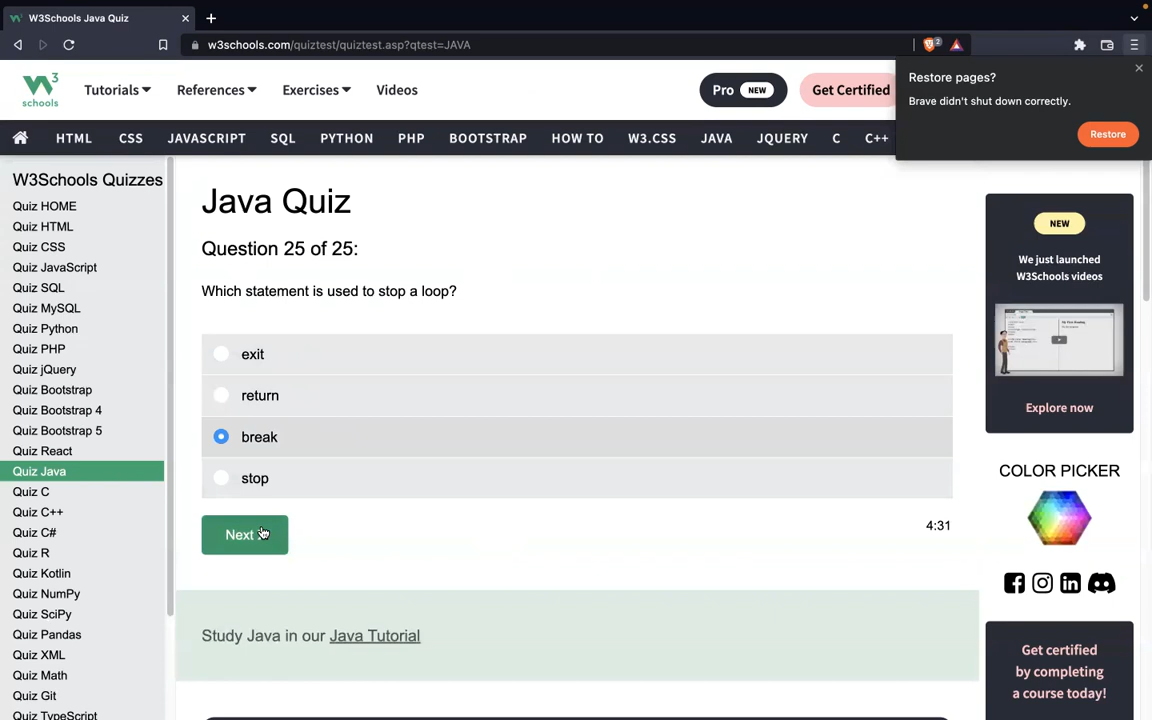 W3Schools Java Quiz
w3schools.com/quiztest/quiztest.asp?qtest=JAVA
2
3
schools
Tutorials
References
Exercises
Videos
Pro NEW
Get Certified
Restore pages?
Brave didn't shut down correctly.
Restore
HTML CSS JAVASCRIPT SQL PYTHON PHP BOOTSTRAP HOW TO W3.CSS JAVA JQUERY C C++
W3Schools Quizzes
Quiz HOME
Quiz HTML
Quiz CSS
Quiz JavaScript
Quiz SQL
Quiz MySQL
Quiz Python
Quiz PHP
Quiz jQuery
Quiz Bootstrap
Quiz Bootstrap 4
Quiz Bootstrap 5
Quiz React
Quiz Java
Quiz C
Quiz C++
Quiz C#
Quiz R
Quiz Kotlin
Quiz NumPy
Quiz SciPy
Quiz Pandas
Quiz XML
Quiz Math
Quiz Git
Quiz TypeScript
Java Quiz
Question 25 of 25:
Which statement is used to stop a loop?
exit
return
break
stop
Next
4:31
Study Java in our Java Tutorial
NEW
We just launched
W3Schools videos
Explore now
COLOR PICKER
Get certified
by completing
a course today!